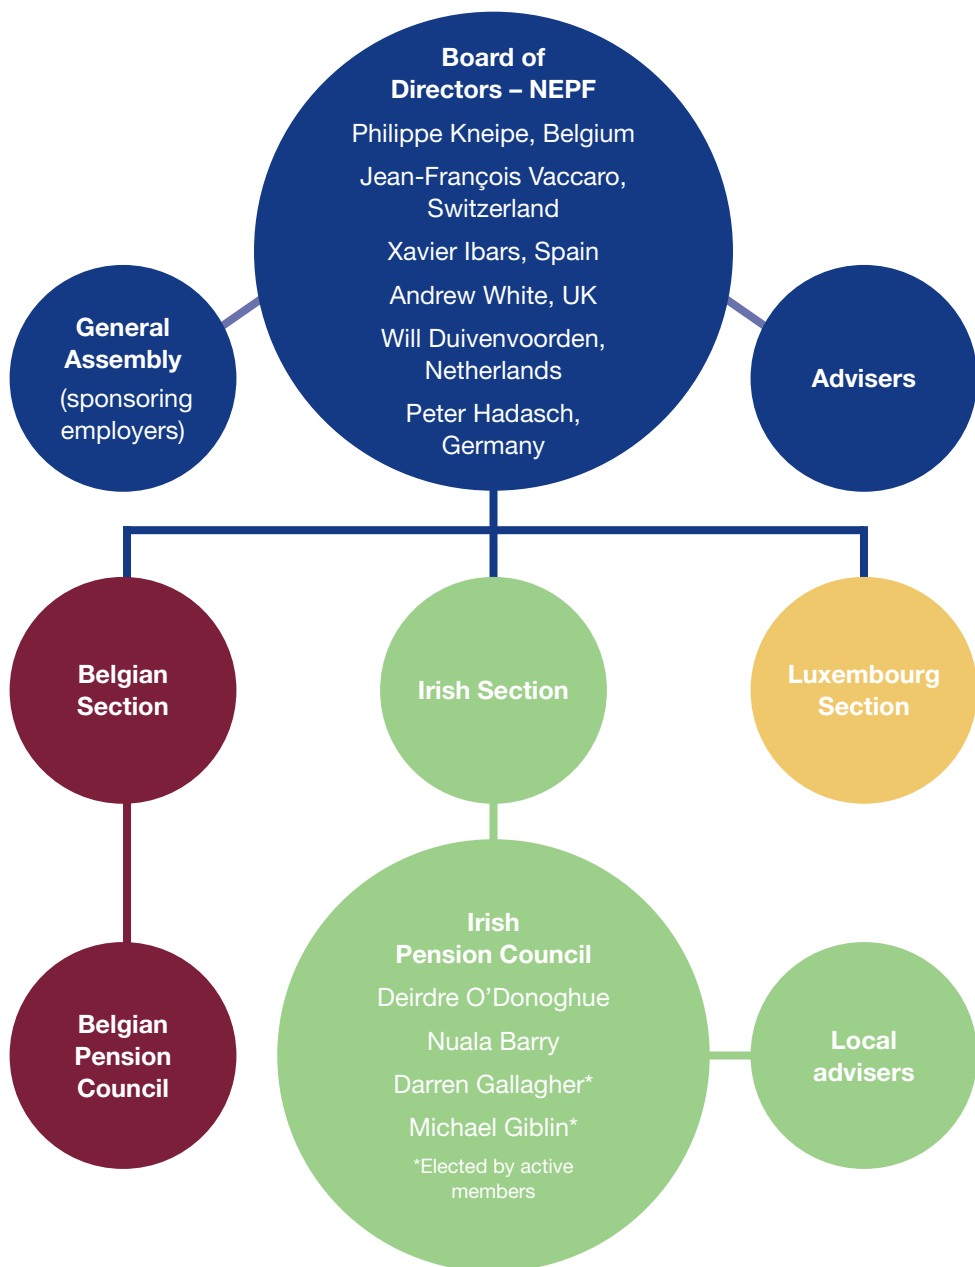 Board of
Directors – NEPF
Philippe Kneipe, Belgium
Jean-François Vaccaro,
Switzerland
Xavier Ibars, Spain
Andrew White, UK
Will Duivenvoorden,
Netherlands
Peter Hadasch,
Germany
General
Assembly
(sponsoring
employers)
Advisers
Belgian
Section
Irish Section
Luxembourg
Section
Belgian
Pension
Council
Irish
Pension Council
Deirdre O’Donoghue
Nuala Barry
Darren Gallagher*
Michael Giblin*
*Elected by active
members
Local
advisers